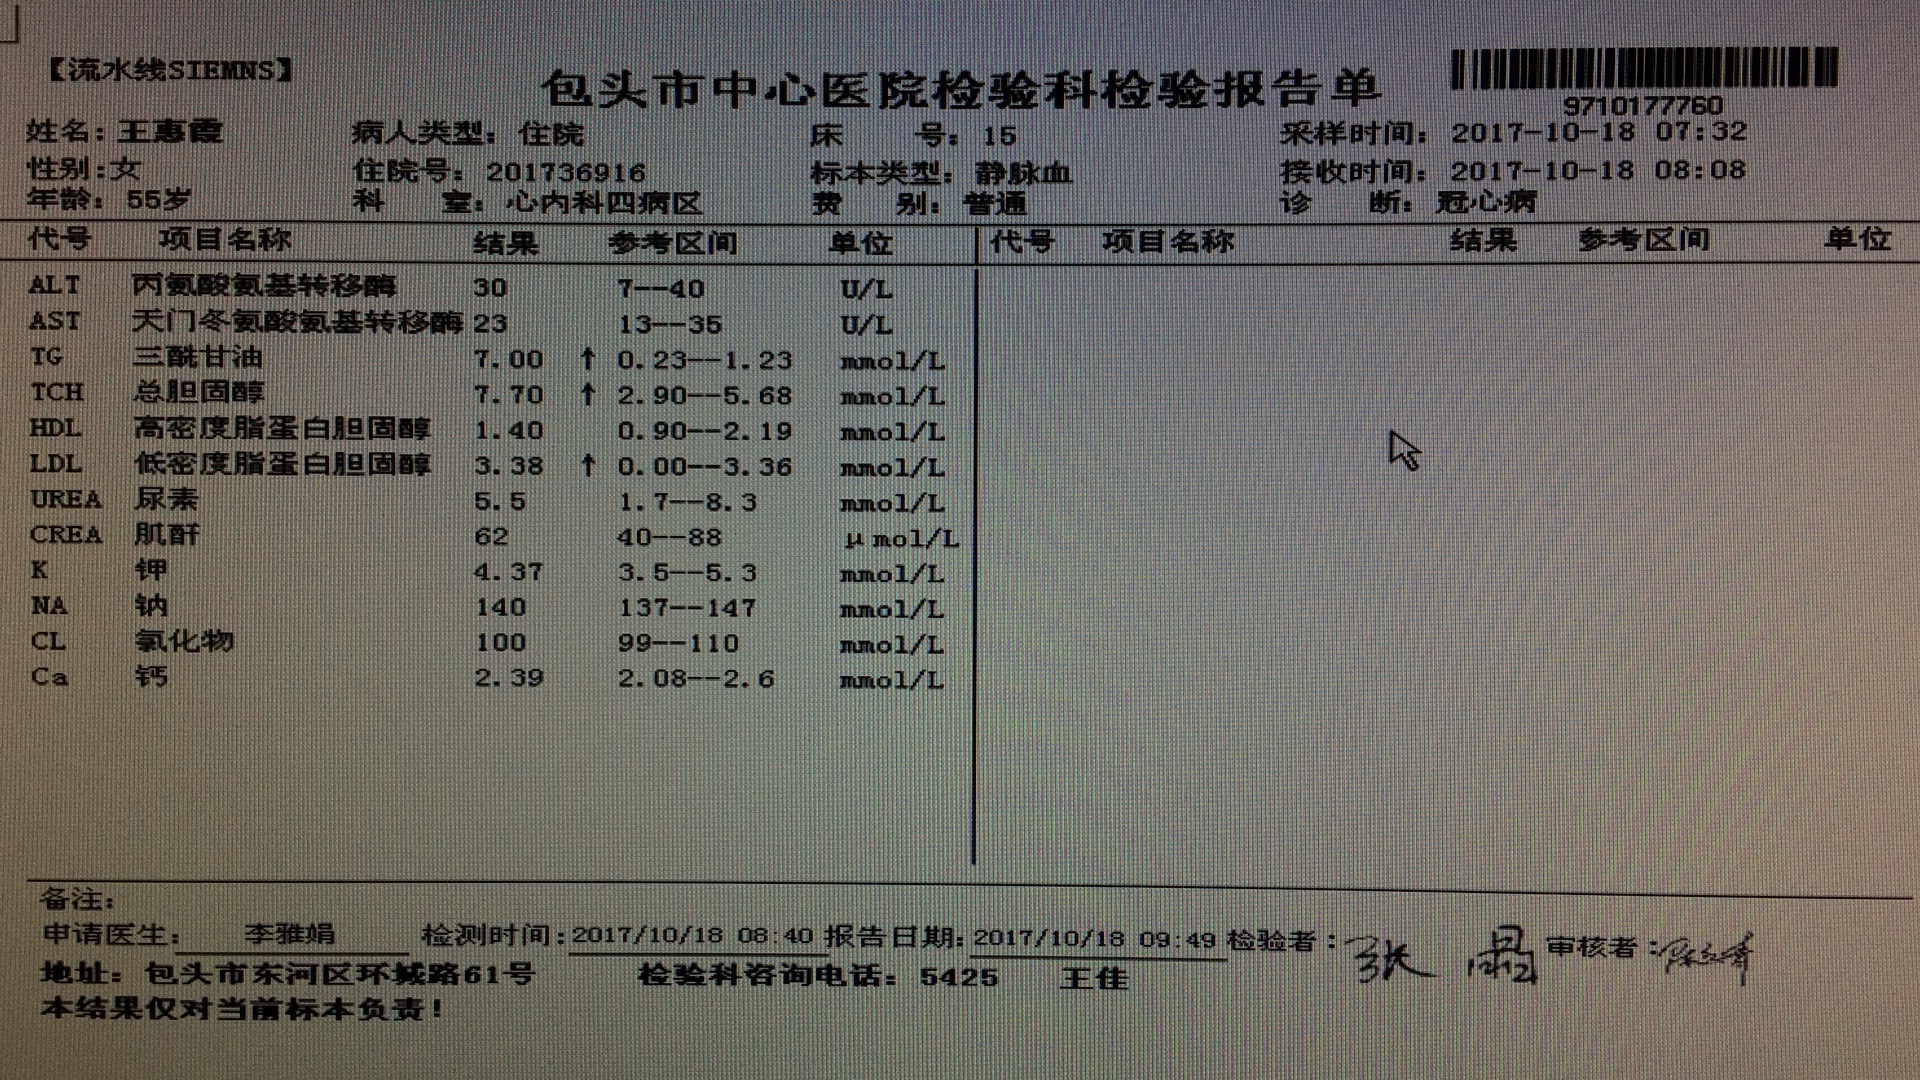 【流水线SIEMNS】
包头市中心医院检验科检验报告单
9710177760
姓名：王惠霞 病人类型：住院 床 号：15 采样时间：2017-10-18 07:32
性别:女 住院号：201736916 标本类型：静脉血 接收时间：2017-10-18 08:08
年龄：55岁 科 室：心内科四病区 费 别：普通 诊 断：冠心病
代号 项目名称 结果 参考区间 单位 代号 项目名称 结果 参考区间 单位
ALT 丙氨酸氨基转移酶 30 7--40 U/L
AST 天门冬氨酸氨基转移酶 23 13--35 U/L
TG 三酰甘油 7.00 ↑ 0.23--1.23 mmol/L
TCH 总胆固醇 7.70 ↑ 2.90--5.68 mmol/L
HDL 高密度脂蛋白胆固醇 1.40 0.90--2.19 mmol/L
LDL 低密度脂蛋白胆固醇 3.38 ↑ 0.00--3.36 mmol/L
UREA 尿素 5.5 1.7--8.3 mmol/L
CREA 肌酐 62 40--88 μmol/L
K 钾 4.37 3.5--5.3 mmol/L
NA 钠 140 137--147 mmol/L
CL 氯化物 100 99--110 mmol/L
Ca 钙 2.39 2.08--2.6 mmol/L
备注：
申请医生： 李雅娟 检测时间:2017/10/18 08:40 报告日期:2017/10/18 09:49 检验者： 张晶 审核者：
地址：包头市东河区环城路61号 检验科咨询电话：5425 王佳
本结果仅对当前标本负责！